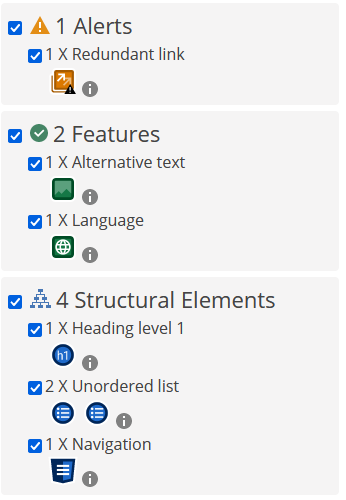 1 Alerts
1 X Redundant link
2 Features
1 X Alternative text
1 X Language
4 Structural Elements
1 X Heading level 1
h1
2 X Unordered list
1 X Navigation